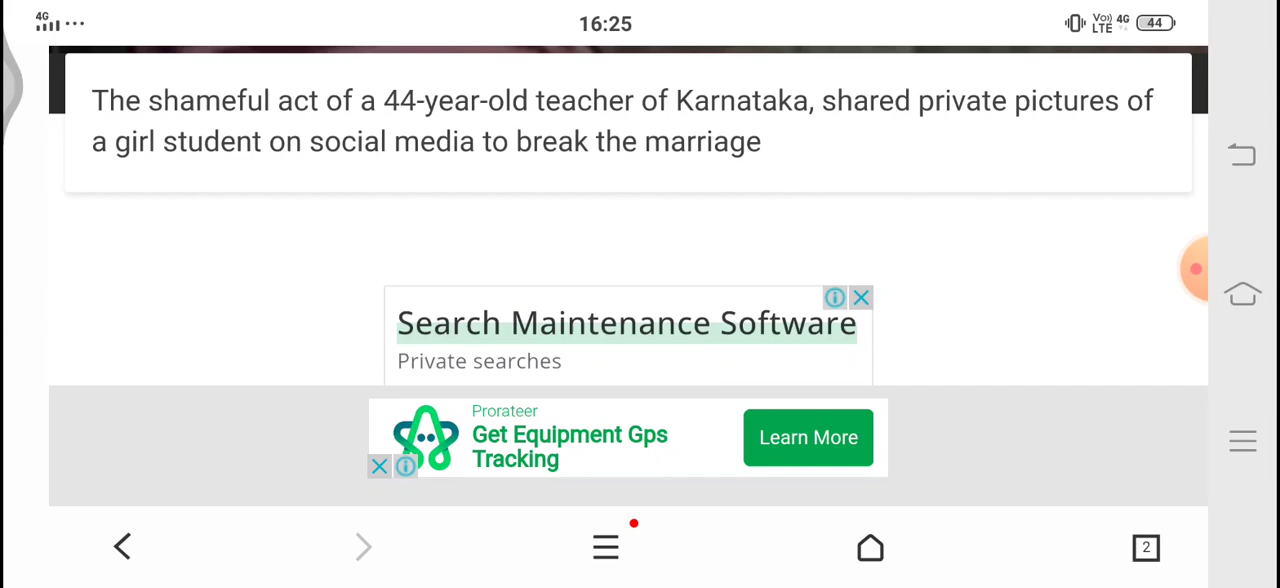 4G 16:25 Vo) LTE 4G 44
The shameful act of a 44-year-old teacher of Karnataka, shared private pictures of
a girl student on social media to break the marriage
Search Maintenance Software
Private searches
Prorateer
Get Equipment Gps
Tracking
Learn More
2